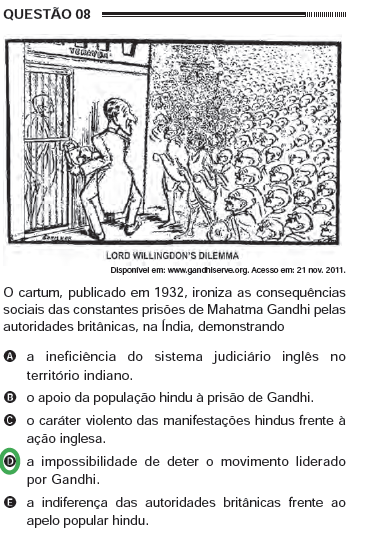 QUESTÃO 08
LORD WILLINGDON'S DILEMMA
Disponível em: www.gandhiserve.org. Acesso em: 21 nov. 2011.
O cartum, publicado em 1932, ironiza as consequências
sociais das constantes prisões de Mahatma Gandhi pelas
autoridades britânicas, na Índia, demonstrando
A a ineficiência do sistema judiciário inglês no
território indiano.
B o apoio da população hindu à prisão de Gandhi.
C o caráter violento das manifestações hindus frente à
ação inglesa.
D a impossibilidade de deter o movimento liderado
por Gandhi.
E a indiferença das autoridades britânicas frente ao
apelo popular hindu.